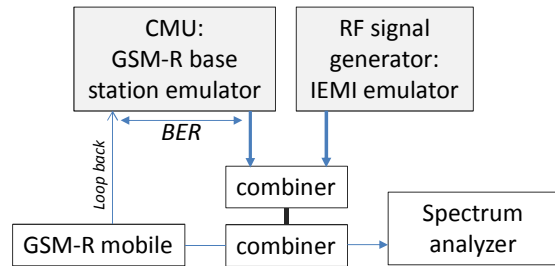 CMU:
GSM-R base
station emulator
RF signal
generator:
IEMI emulator
BER
Loop back
combiner
GSM-R mobile
combiner
Spectrum
analyzer